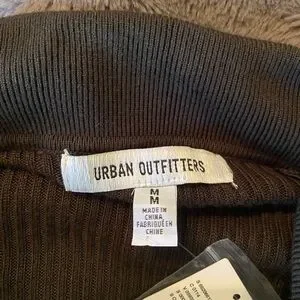 URBAN OUTFITTERS
M
M
MADE IN
CHINA
FABRIQUÉ EN
CHINE